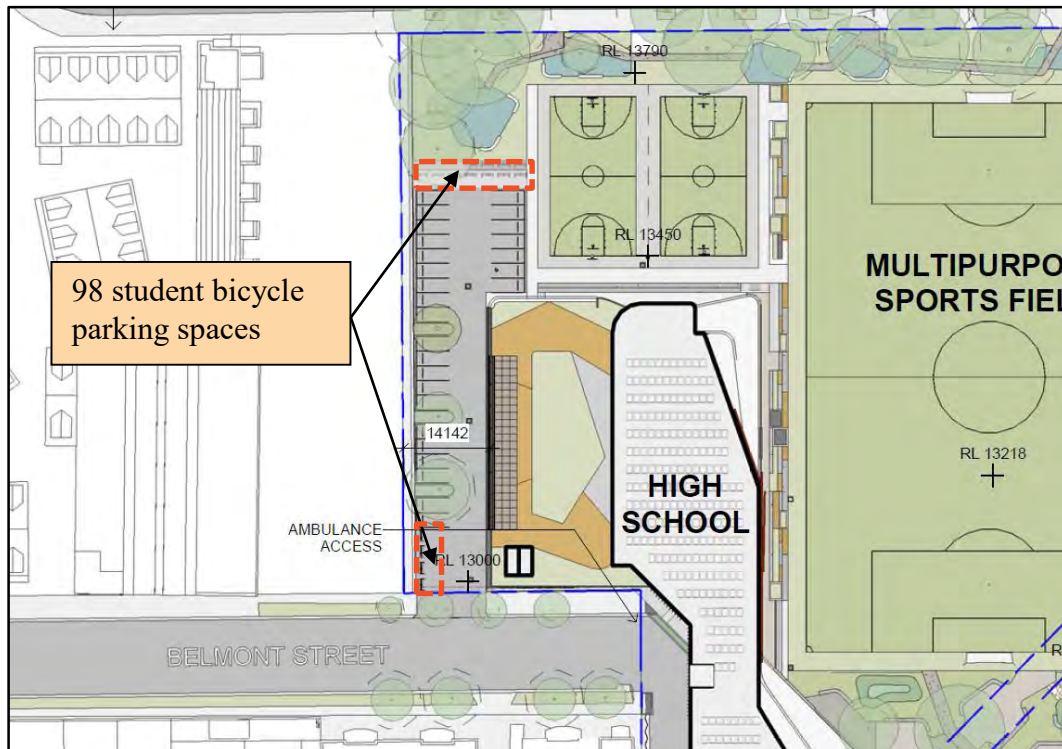 RL 13790
RL 13450
98 student bicycle
parking spaces
MULTIPURPO
SPORTS FIEL
14142
RL 13218
HIGH
SCHOOL
AMBULANCE
ACCESS
RL 13000
BELMONT STREET
R